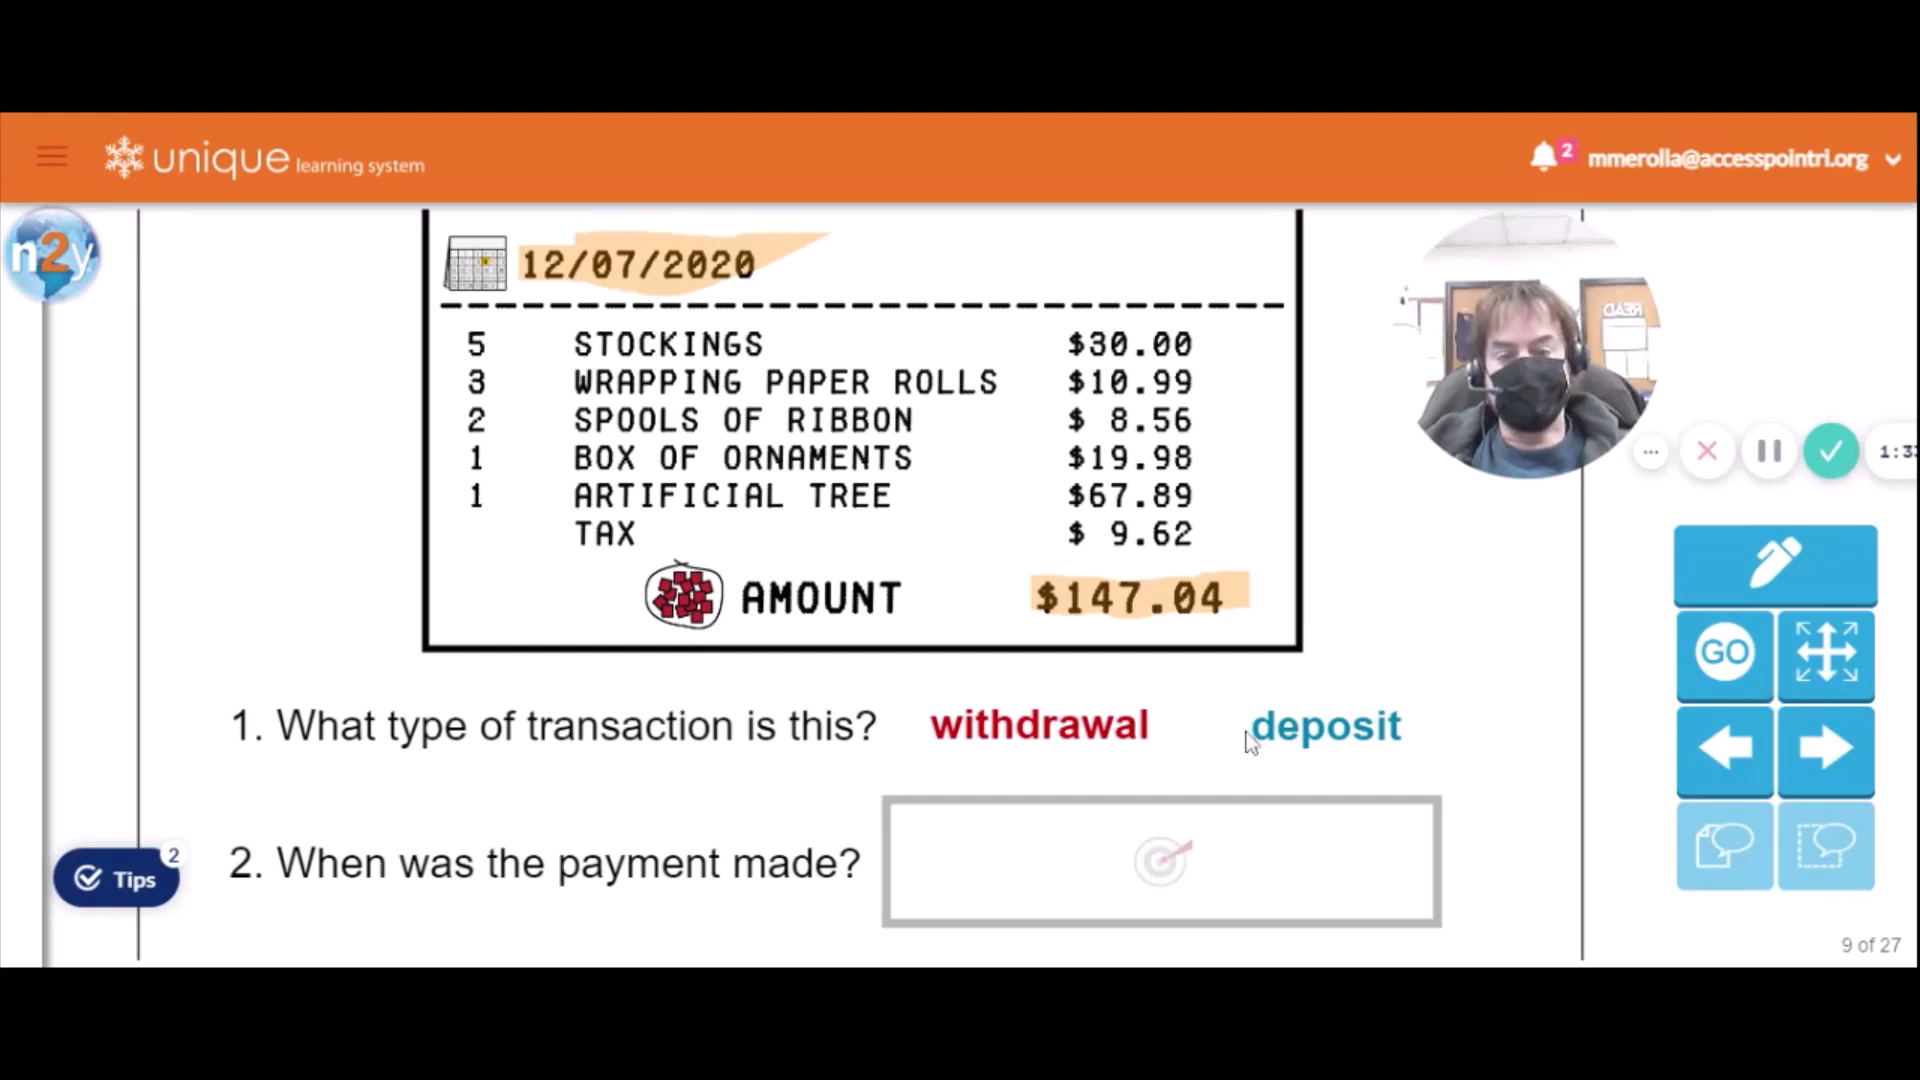 unique learning system
2
mmerolla@accesspointri.org
n2y
12/07/2020
5 STOCKINGS $30.00
3 WRAPPING PAPER ROLLS $10.99
2 SPOOLS OF RIBBON $ 8.56
1 BOX OF ORNAMENTS $19.98
1 ARTIFICIAL TREE $67.89
TAX $ 9.62
AMOUNT $147.04
1. What type of transaction is this? withdrawal deposit
2. When was the payment made?
GO
Tips
2
9 of 27